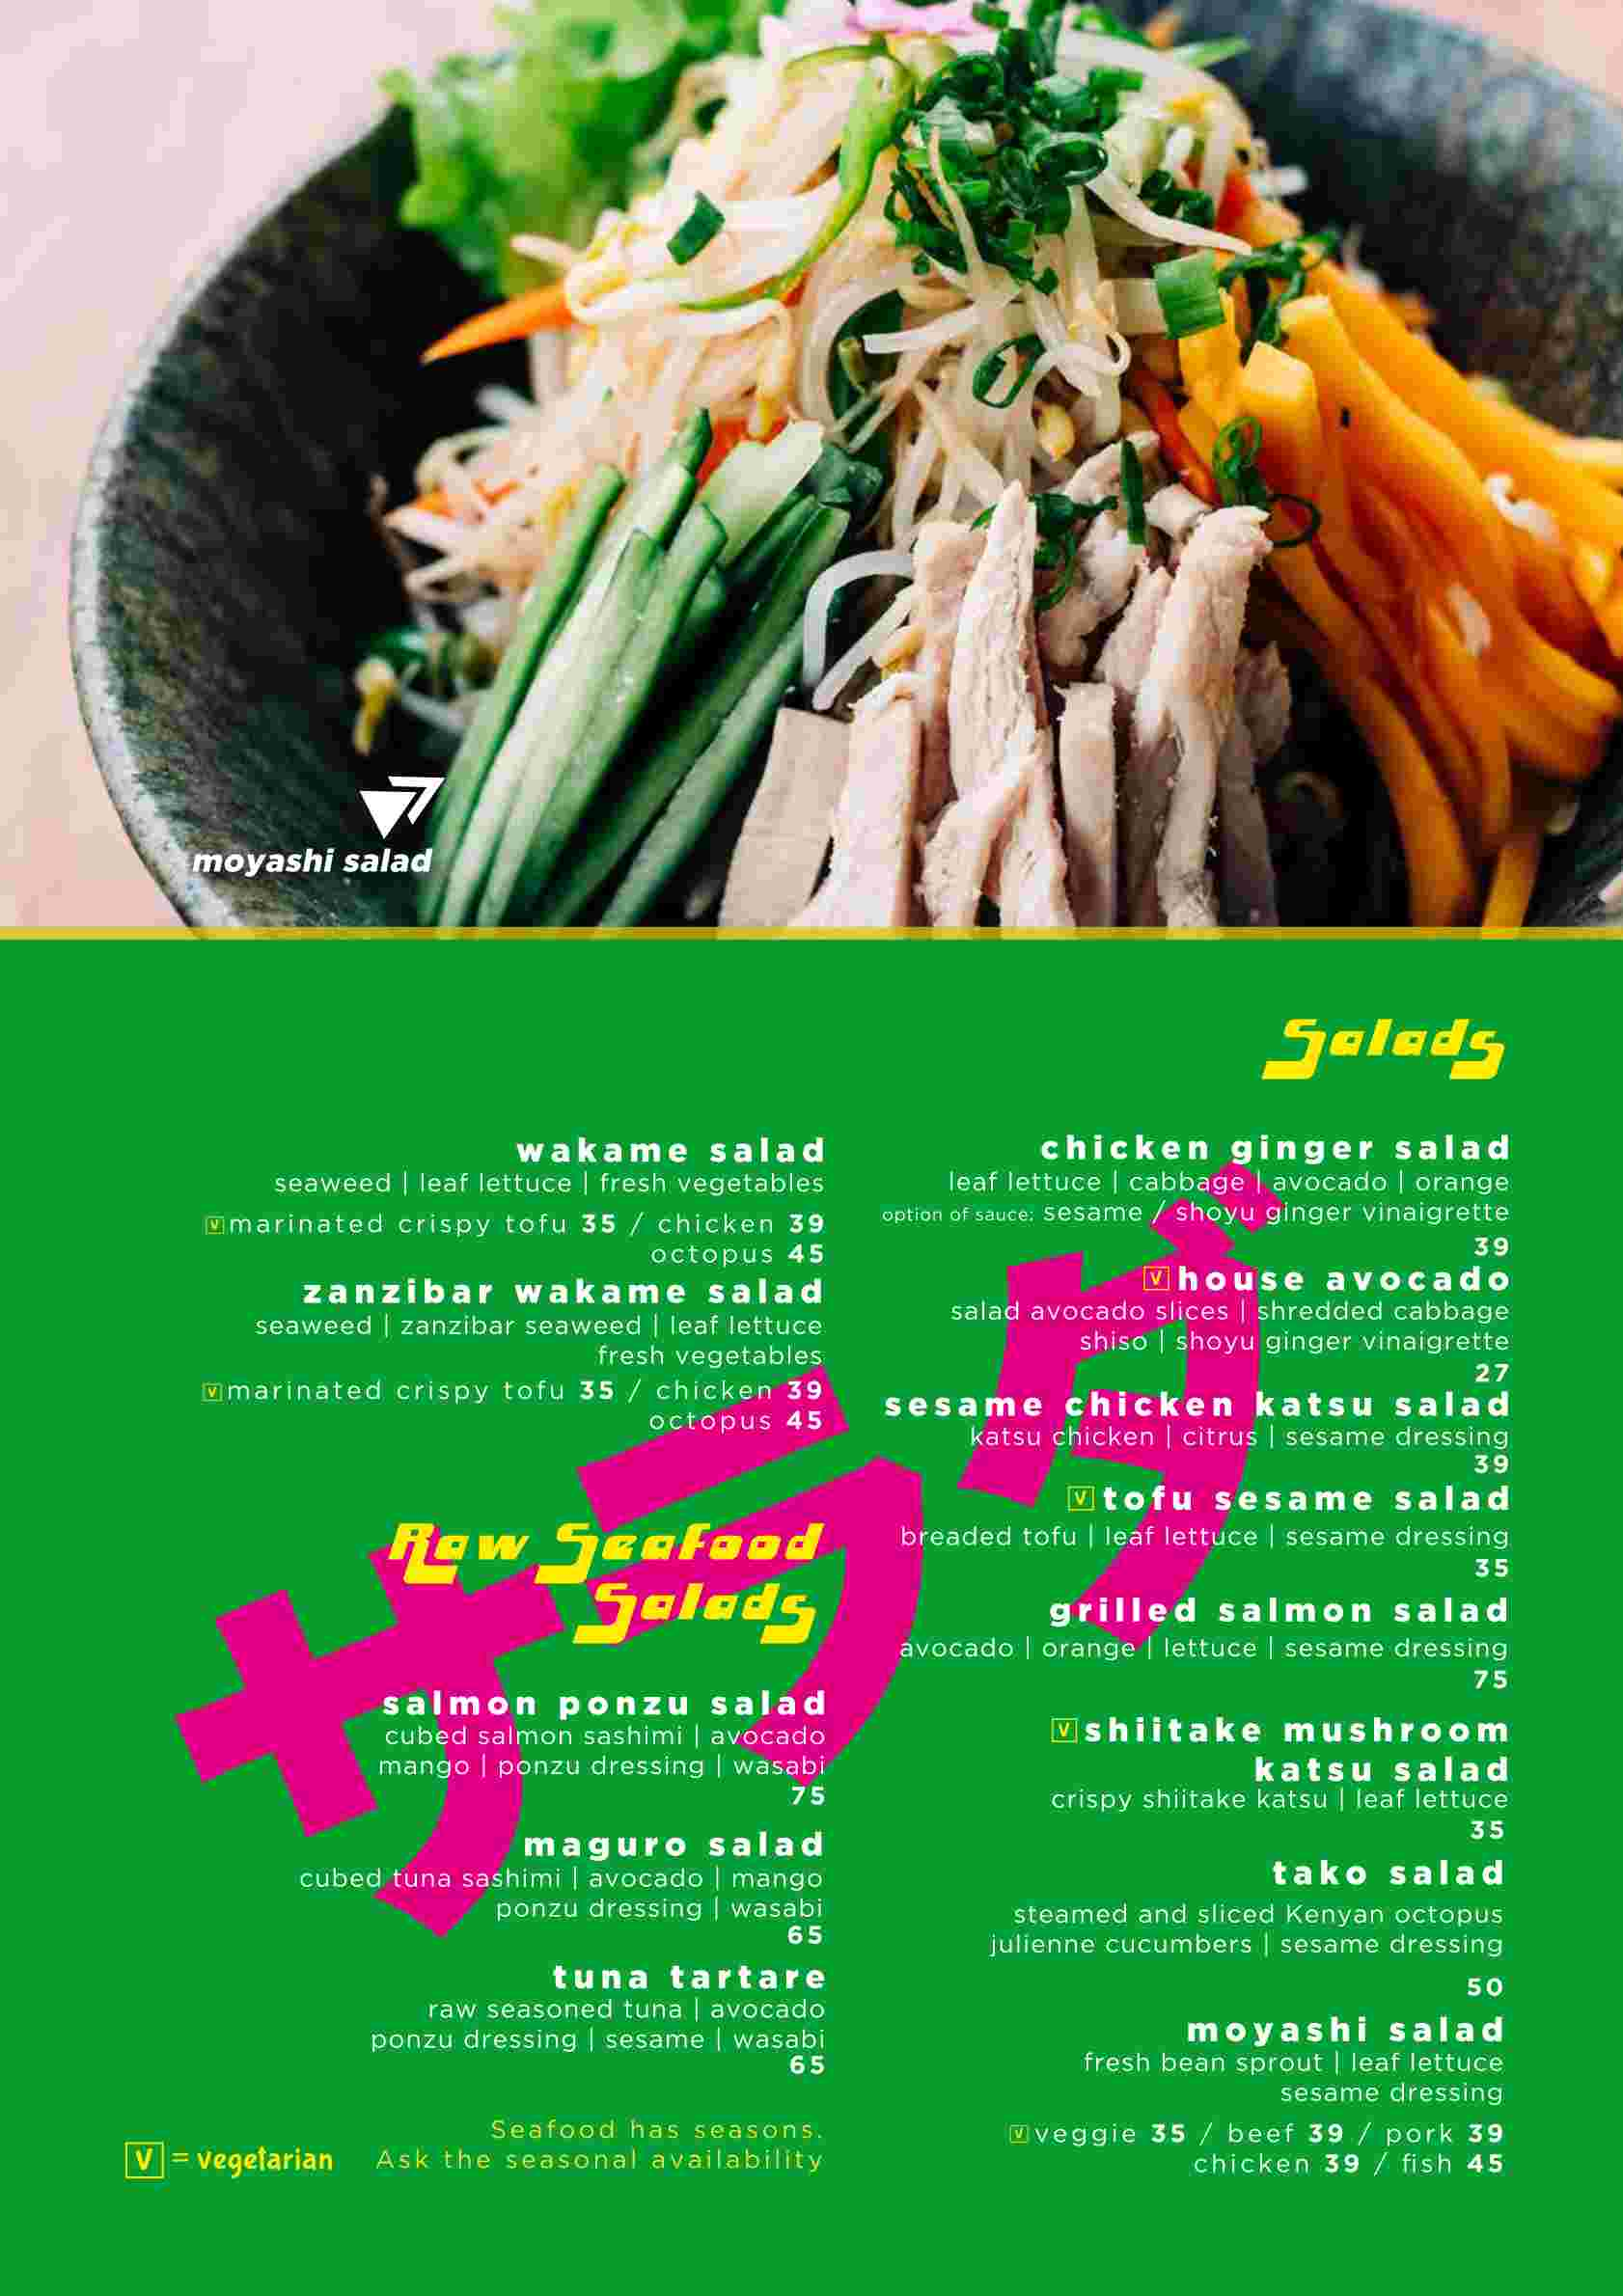 moyashi salad
Salads
wakame salad
seaweed | leaf lettuce | fresh vegetables
V marinated crispy tofu 35 / chicken 39
octopus 45
zanzibar wakame salad
seaweed | zanzibar seaweed | leaf lettuce
fresh vegetables
V marinated crispy tofu 35 / chicken 39
octopus 45
Raw Seafood
Salads
salmon ponzu salad
cubed salmon sashimi | avocado
mango | ponzu dressing | wasabi
75
maguro salad
cubed tuna sashimi | avocado | mango
ponzu dressing | wasabi
65
tuna tartare
raw seasoned tuna | avocado
ponzu dressing | sesame | wasabi
65
Seafood has seasons.
Ask the seasonal availability
V = vegetarian
chicken ginger salad
leaf lettuce | cabbage | avocado | orange
option of sauce: sesame / shoyu ginger vinaigrette
39
V house avocado
salad avocado slices | shredded cabbage
shiso | shoyu ginger vinaigrette
27
sesame chicken katsu salad
katsu chicken | citrus | sesame dressing
39
V tofu sesame salad
breaded tofu | leaf lettuce | sesame dressing
35
grilled salmon salad
avocado | orange | lettuce | sesame dressing
75
V shiitake mushroom
katsu salad
crispy shiitake katsu | leaf lettuce
35
tako salad
steamed and sliced Kenyan octopus
julienne cucumbers | sesame dressing
50
moyashi salad
fresh bean sprout | leaf lettuce
sesame dressing
V veggie 35 / beef 39 / pork 39
chicken 39 / fish 45
サラダ